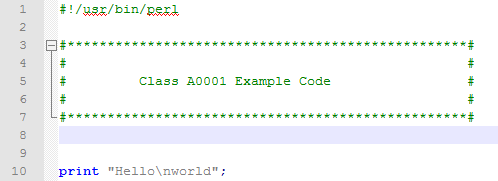 1 #!/usr/bin/perl
2
3 #**************************************************#
4 #                                                  #
5 #         Class A0001 Example Code                 #
6 #                                                  #
7 #**************************************************#
8
9
10 print "Hello\nworld";